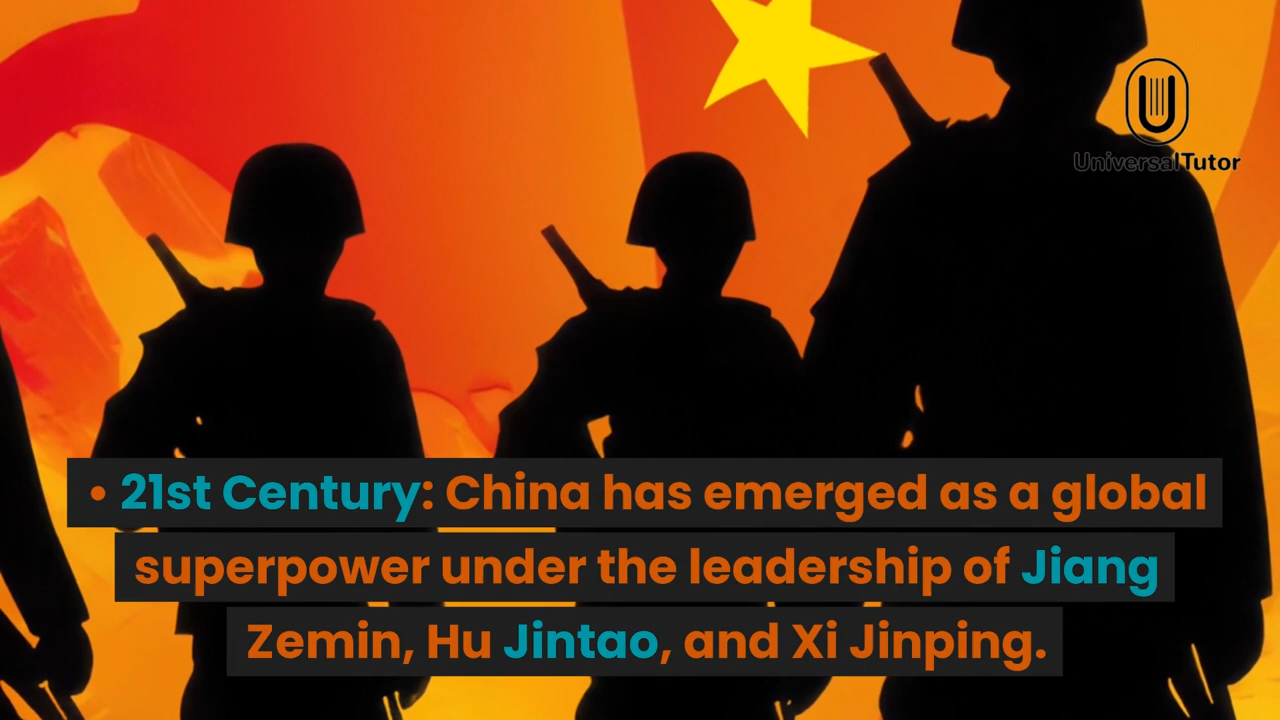 UniversalTutor
• 21st Century: China has emerged as a global
superpower under the leadership of Jiang
Zemin, Hu Jintao, and Xi Jinping.